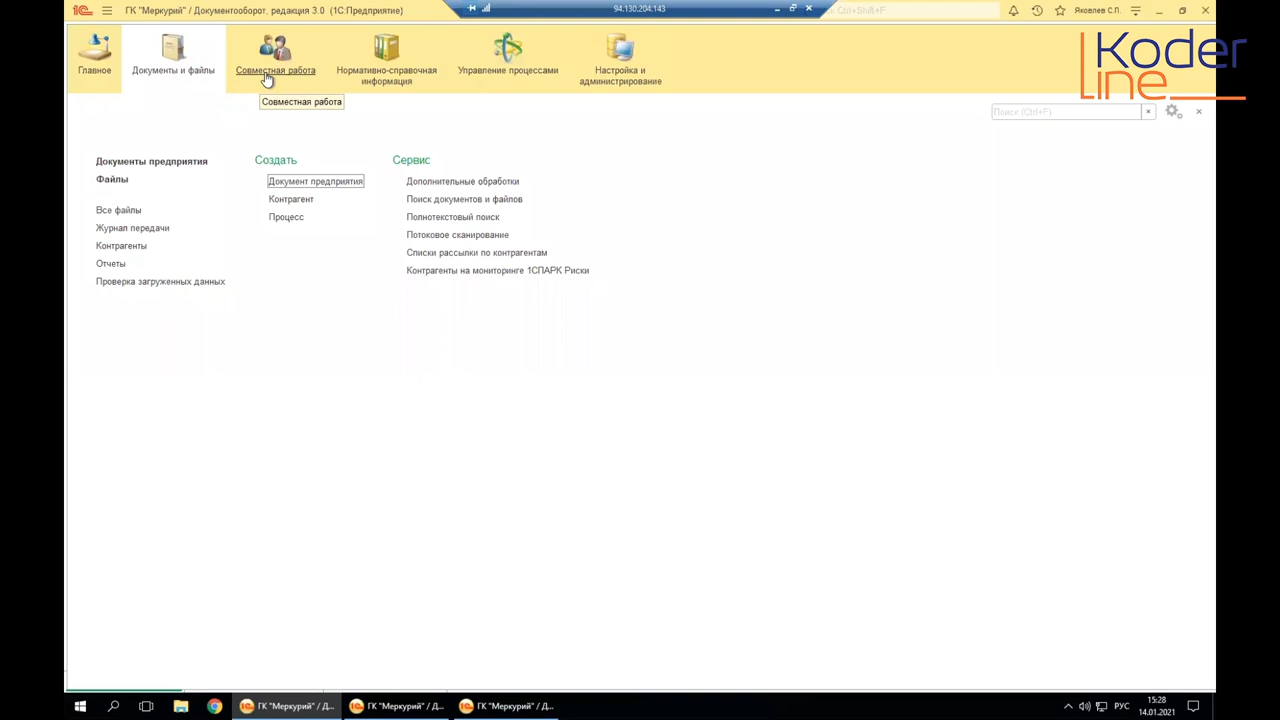 ГК "Меркурий" / Документооборот, редакция 3.0 (1С:Предприятие)
94.130.204.143
Ctrl+Shift+F
Яковлев С.П.
Главное
Документы и файлы
Совместная работа
Нормативно-справочная
информация
Управление процессами
Настройка и
администрирование
Koder
Line
Совместная работа
Поиск (Ctrl+F)
Документы предприятия
Файлы
Все файлы
Журнал передачи
Контрагенты
Отчеты
Проверка загруженных данных
Создать
Документ предприятия
Контрагент
Процесс
Сервис
Дополнительные обработки
Поиск документов и файлов
Полнотекстовый поиск
Потоковое сканирование
Списки рассылки по контрагентам
Контрагенты на мониторинге 1СПАРК Риски
ГК "Меркурий" / Д...
ГК "Меркурий" / Д...
ГК "Меркурий" / Д...
РУС
15:28
14.01.2021